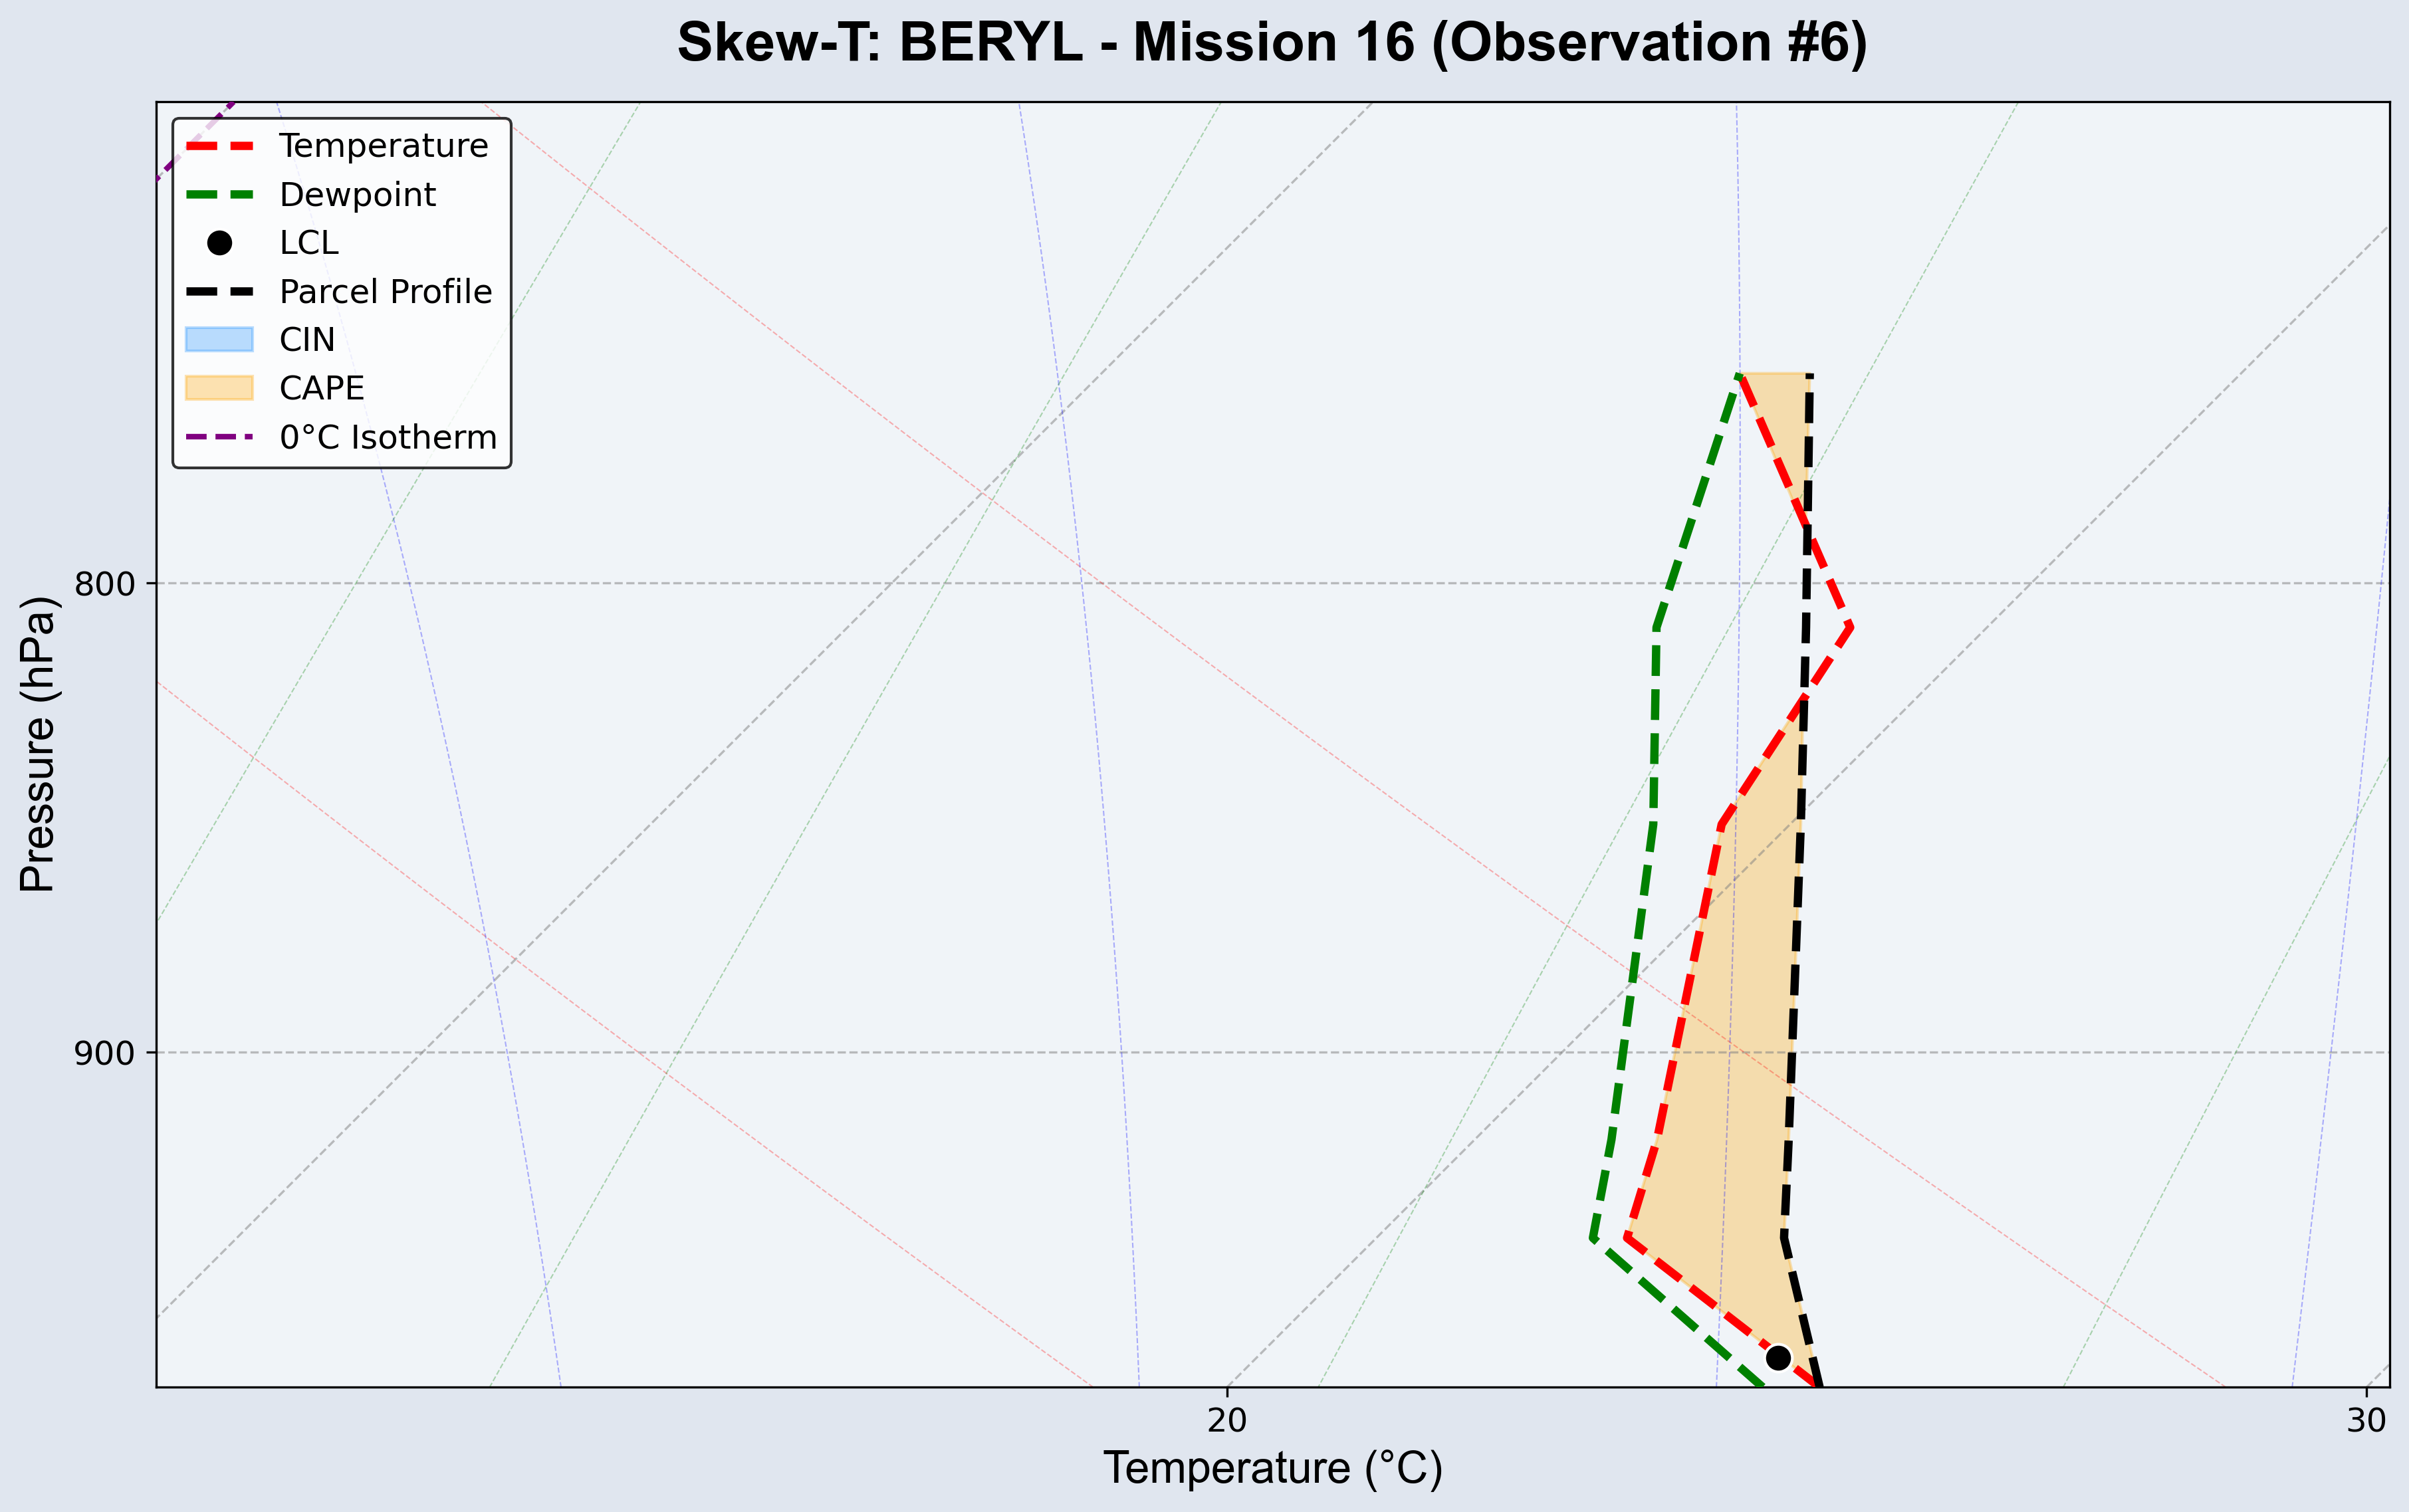 Skew-T: BERYL - Mission 16 (Observation #6)
Temperature
Dewpoint
LCL
Parcel Profile
CIN
CAPE
0°C Isotherm
Pressure (hPa)
800
900
20
30
Temperature (°C)